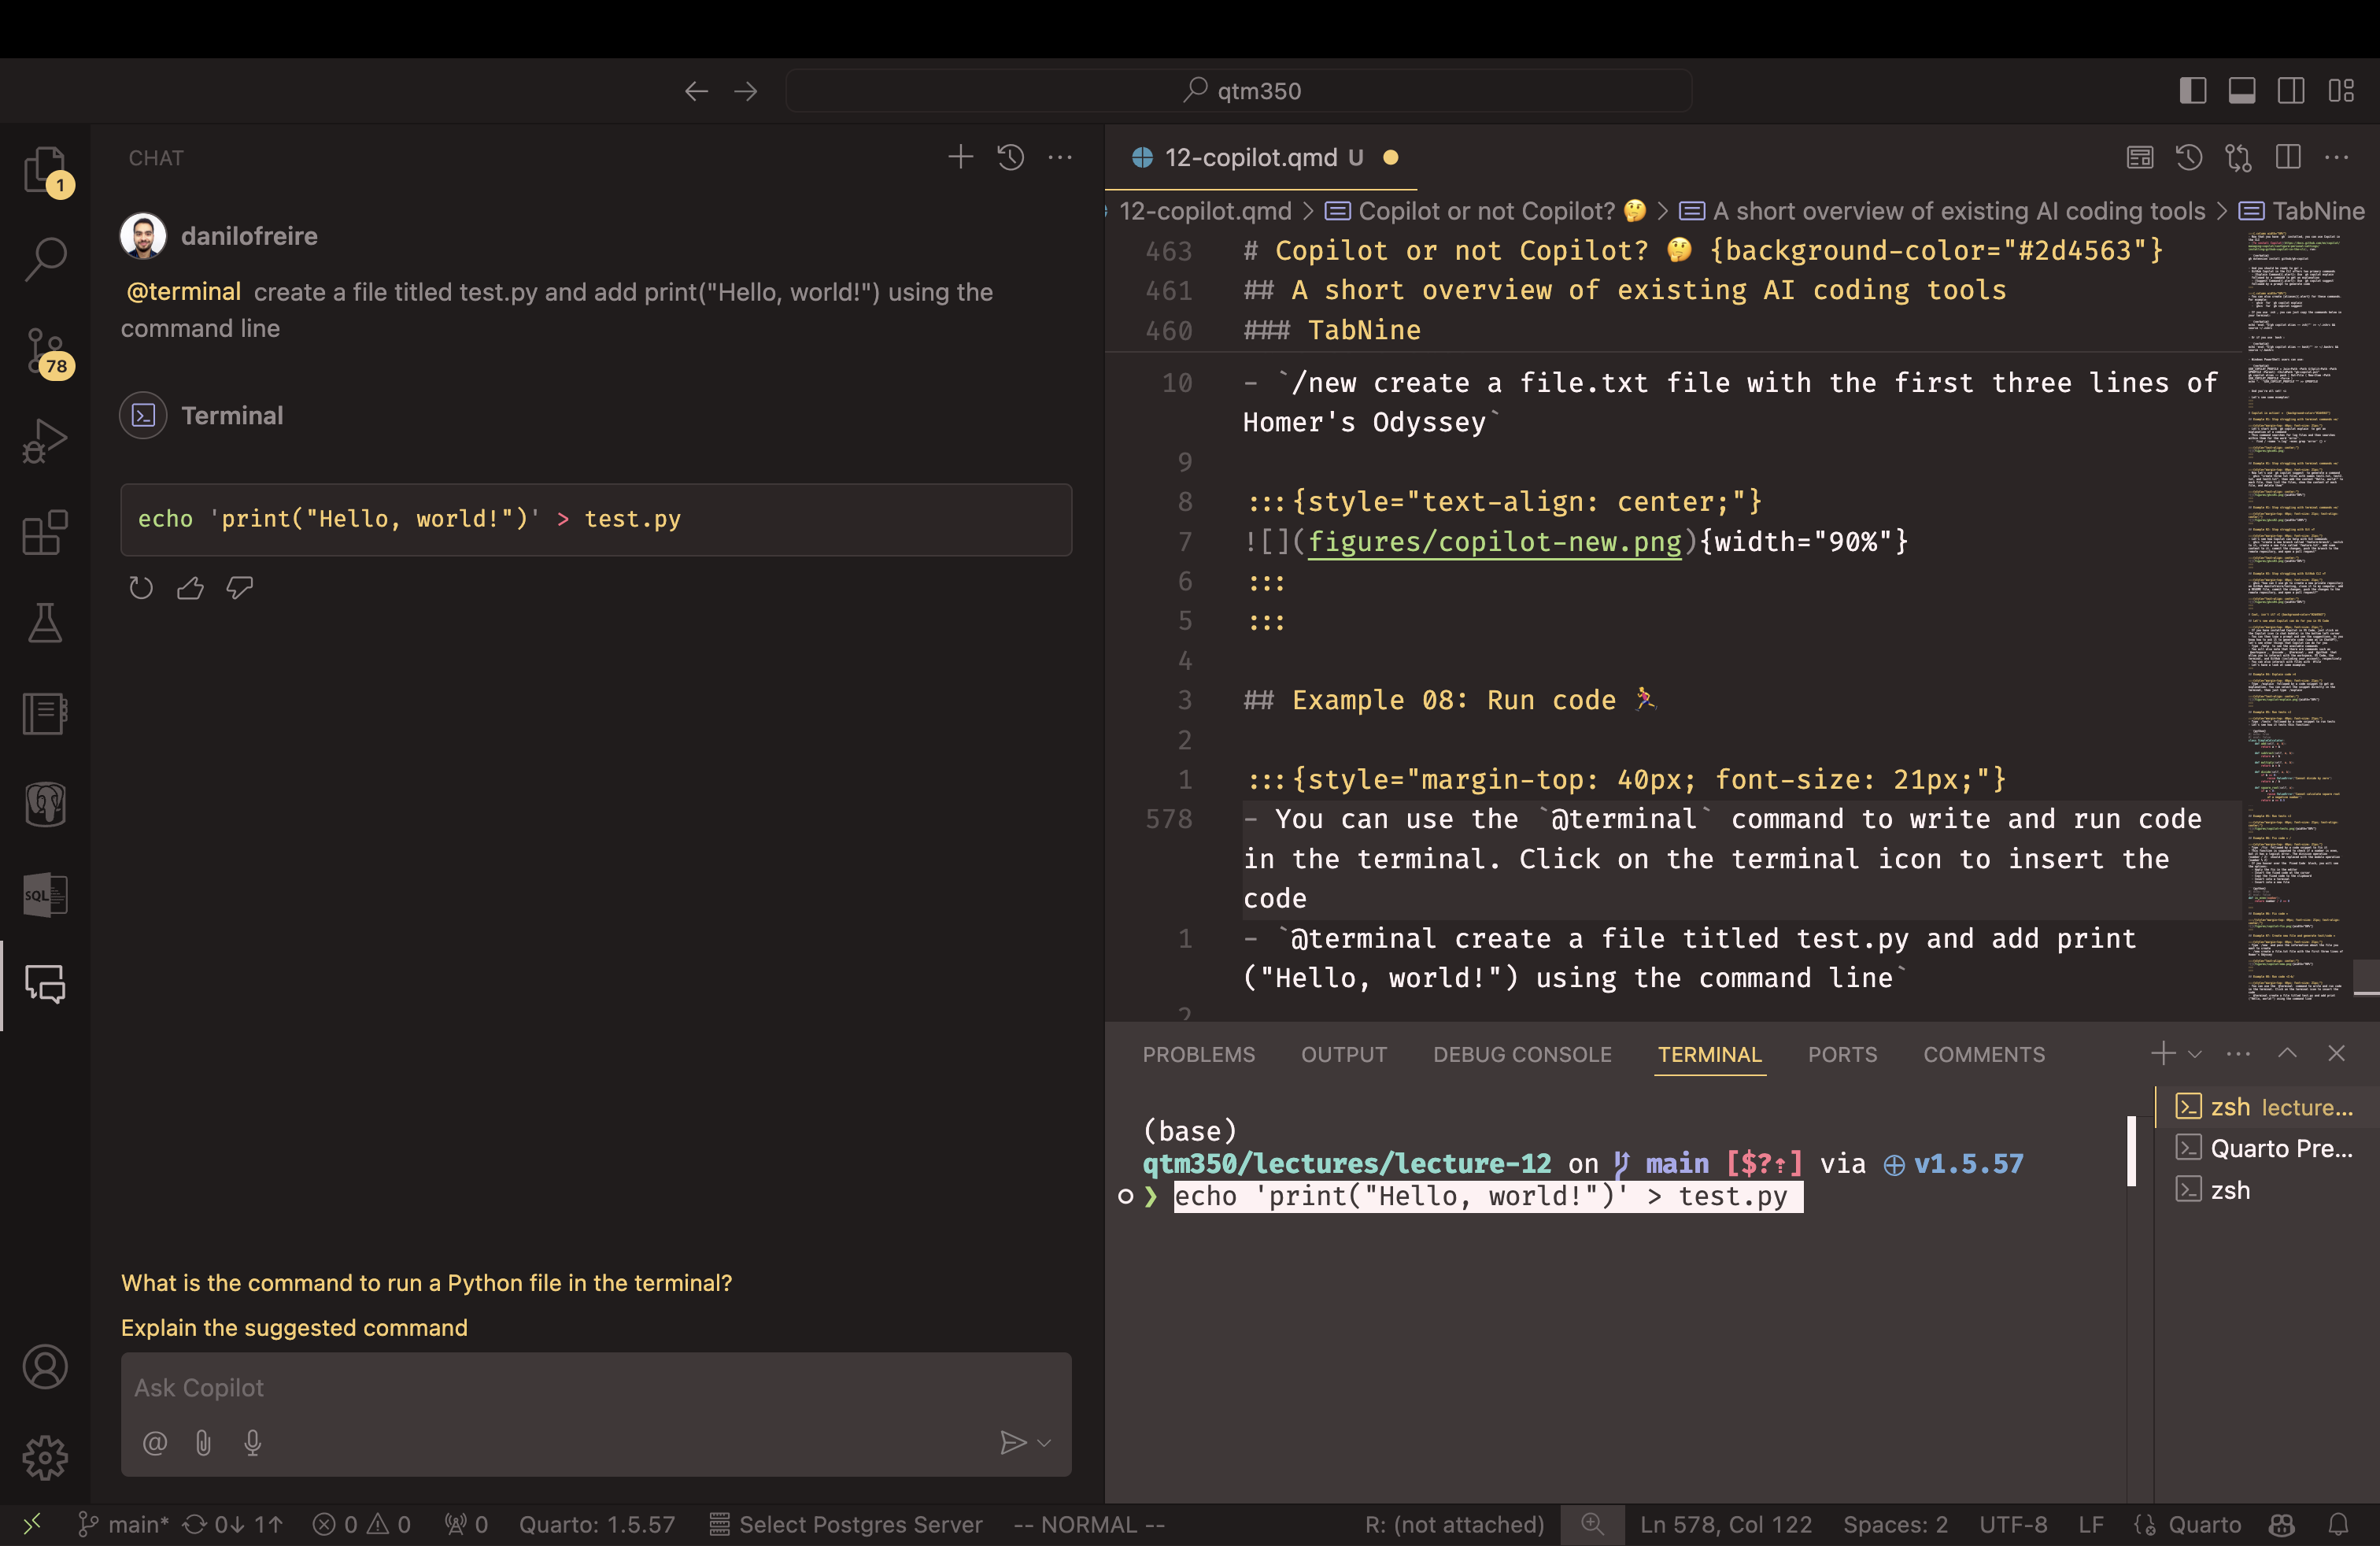 qtm350
CHAT
12-copilot.qmd U
1
78
SQL
danilofreire
@terminal create a file titled test.py and add print("Hello, world!") using the
command line
Terminal
echo 'print("Hello, world!")' > test.py
What is the command to run a Python file in the terminal?
Explain the suggested command
Ask Copilot
12-copilot.qmd > Copilot or not Copilot? 🤔 > A short overview of existing AI coding tools > TabNine
463 # Copilot or not Copilot? 🤔 {background-color="#2d4563"}
461 ## A short overview of existing AI coding tools
460 ### TabNine
10 - `/new create a file.txt file with the first three lines of
Homer's Odyssey`
9
8 :::{style="text-align: center;"}
7 ![](figures/copilot-new.png){width="90%"}
6 :::
5 :::
4
3 ## Example 08: Run code 🏃
2
1 :::{style="margin-top: 40px; font-size: 21px;"}
578 - You can use the `@terminal` command to write and run code
in the terminal. Click on the terminal icon to insert the
code
1 - `@terminal create a file titled test.py and add print
("Hello, world!") using the command line`
2
PROBLEMS OUTPUT DEBUG CONSOLE TERMINAL PORTS COMMENTS
(base)
qtm350/lectures/lecture-12 on main [$?⇡] via v1.5.57
❯ echo 'print("Hello, world!")' > test.py
zsh lecture...
Quarto Pre...
zsh
main* 0↓ 1↑ 0 0 0 Quarto: 1.5.57 Select Postgres Server -- NORMAL -- R: (not attached) Ln 578, Col 122 Spaces: 2 UTF-8 LF Quarto